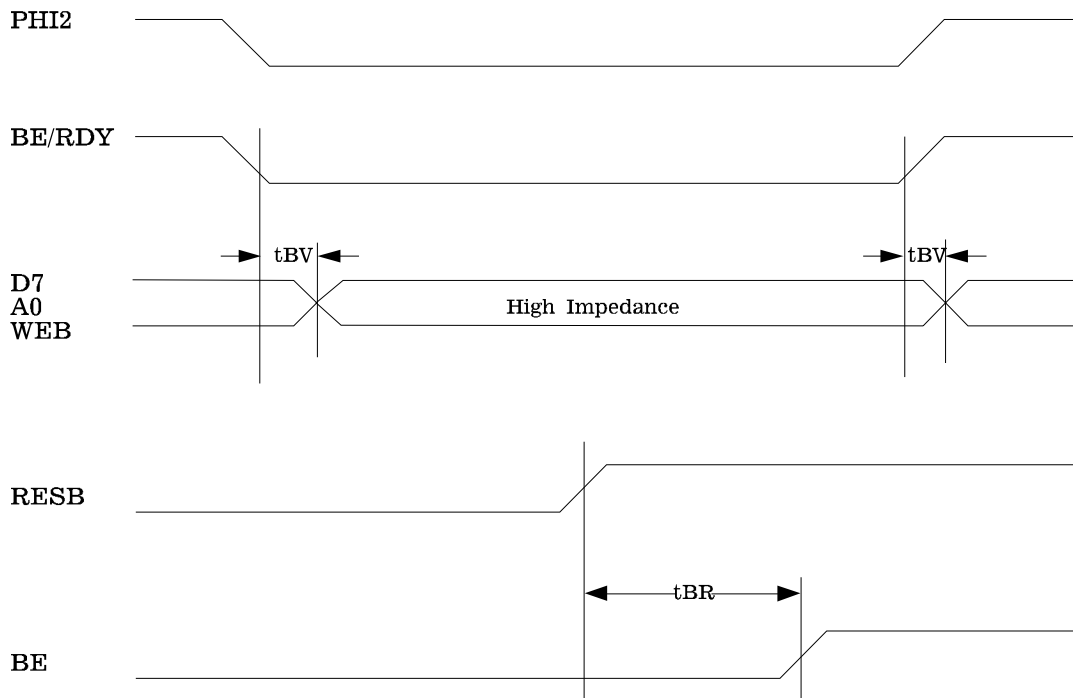 PHI2
BE/RDY
tBV
tBV
D7
A0
WEB
High Impedance
RESB
tBR
BE